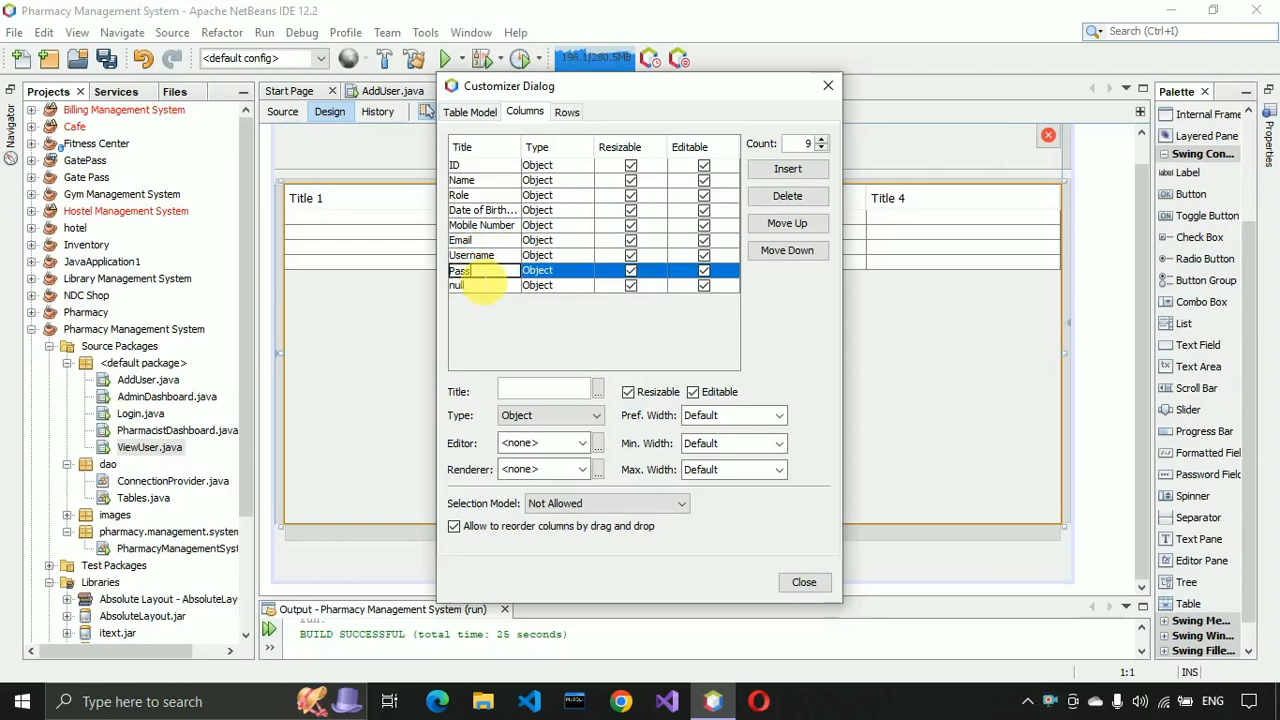 Pharmacy Management System - Apache NetBeans IDE 12.2
File Edit View Navigate Source Refactor Run Debug Profile Team Tools Window Help
Search (Ctrl+I)
<default config>
196.1/280.5MB
Projects Services Files
Start Page
AddUser.java
Source Design History
Navigator
Billing Management System
Cafe
Fitness Center
GatePass
Gate Pass
Gym Management System
Hostel Management System
hotel
Inventory
JavaApplication1
Library Management System
NDC Shop
Pharmacy
Pharmacy Management System
Source Packages
<default package>
AddUser.java
AdminDashboard.java
Login.java
PharmacistDashboard.java
ViewUser.java
dao
ConnectionProvider.java
Tables.java
images
pharmacy.management.system
PharmacyManagementSyst
Test Packages
Libraries
Absolute Layout - AbsoluteLay
AbsoluteLayout.jar
itext.jar
Title 1
Title 4
Customizer Dialog
Table Model Columns Rows
Title Type Resizable Editable
ID Object
Name Object
Role Object
Date of Birth... Object
Mobile Number Object
Email Object
Username Object
Pass Object
null Object
Count: 9
Insert
Delete
Move Up
Move Down
Title: ... Resizable Editable
Type: Object Pref. Width: Default
Editor: <none> ... Min. Width: Default
Renderer: <none> ... Max. Width: Default
Selection Model: Not Allowed
Allow to reorder columns by drag and drop
Close
Output - Pharmacy Management System (run)
run:
BUILD SUCCESSFUL (total time: 25 seconds)
1:1 INS
Palette
Properties
Internal Frame
Layered Pane
Swing Con...
Label
Button
Toggle Button
Check Box
Radio Button
Button Group
Combo Box
List
Text Field
Text Area
Scroll Bar
Slider
Progress Bar
Formatted Field
Password Field
Spinner
Separator
Text Pane
Editor Pane
Tree
Table
Swing Me...
Swing Win...
Swing Fille...
Type here to search
ENG